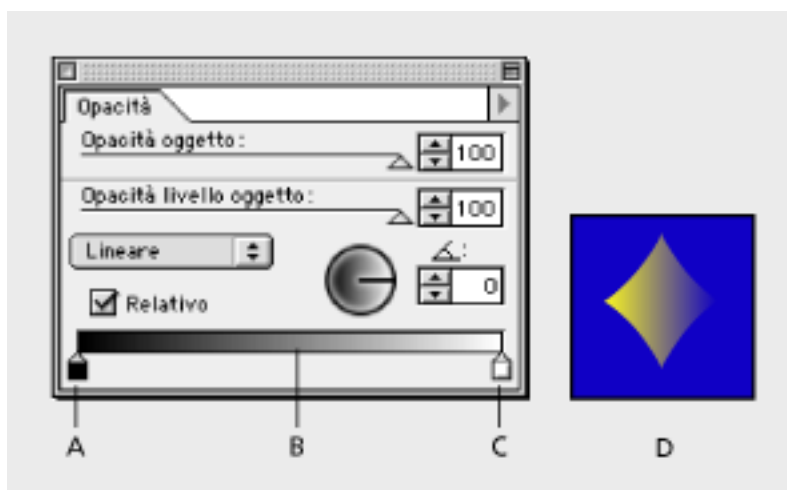 Opacità
Opacità oggetto:
100
Opacità livello oggetto:
100
Lineare
:
0
Relativo
A
B
C
D